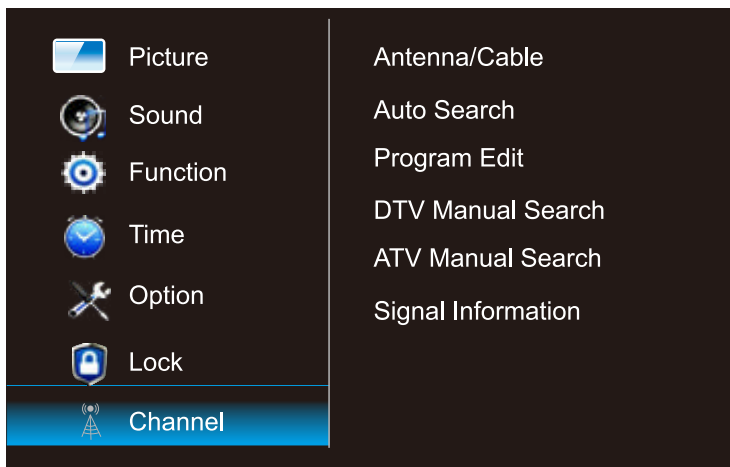 Picture
Sound
Function
Time
Option
Lock
Channel
Antenna/Cable
Auto Search
Program Edit
DTV Manual Search
ATV Manual Search
Signal Information